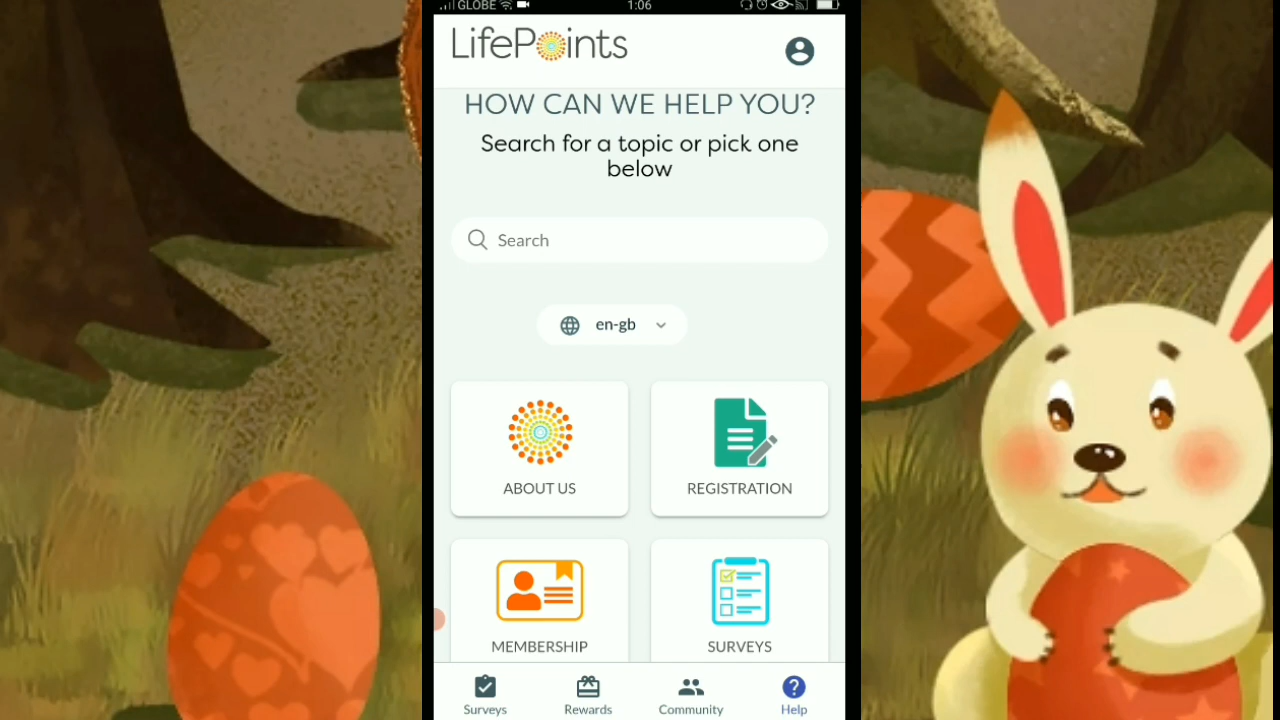 GLOBE 1:06
LifePoints
HOW CAN WE HELP YOU?
Search for a topic or pick one
below
Search
en-gb
ABOUT US
REGISTRATION
MEMBERSHIP
SURVEYS
Surveys
Rewards
Community
Help